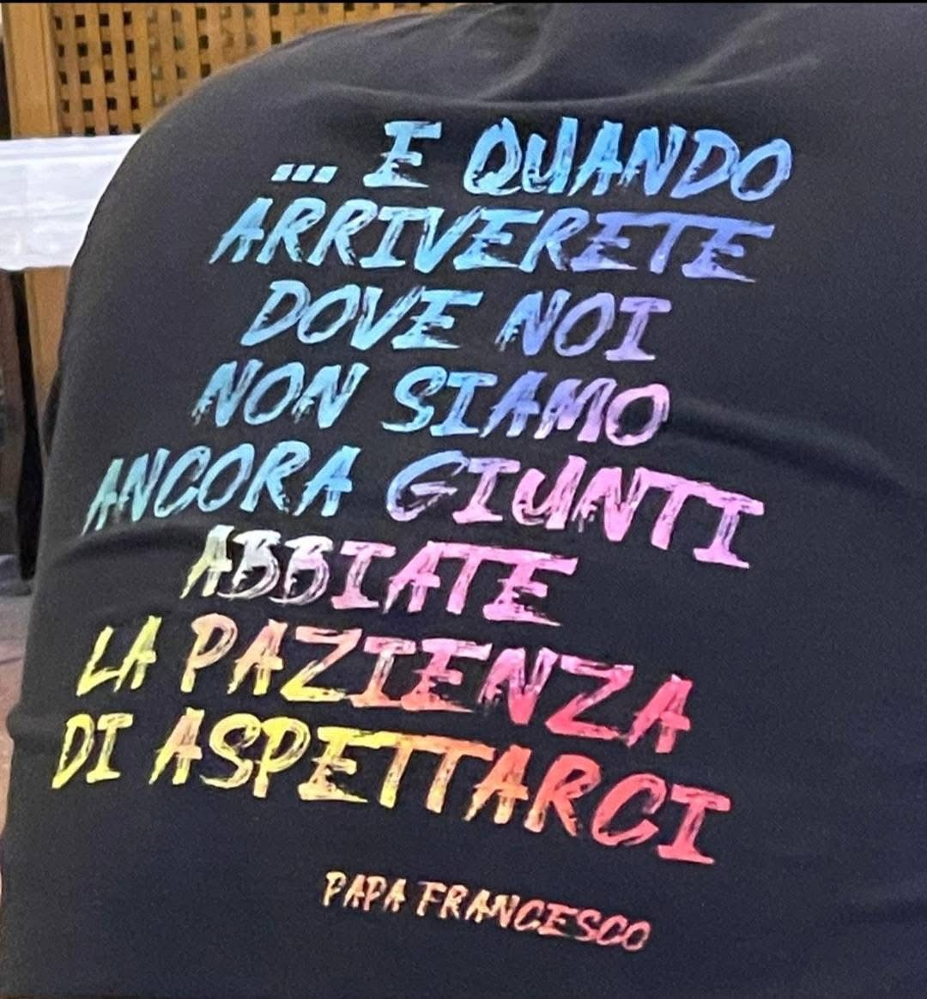 ... E QUANDO
ARRIVERETE
DOVE NOI
NON SIAMO
ANCORA GIUNTI
ABBIATE
LA PAZIENZA
DI ASPETTARCI
PAPA FRANCESCO